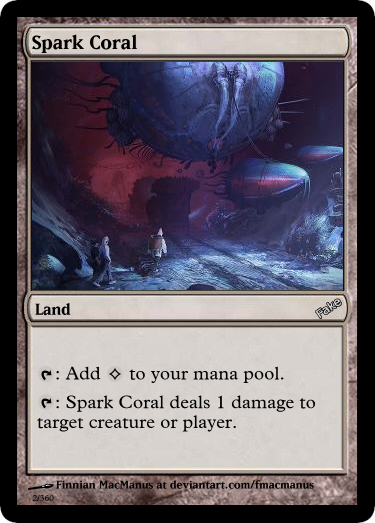 Spark Coral
Land
Fake
: Add to your mana pool.
: Spark Coral deals 1 damage to
target creature or player.
Finnian MacManus at deviantart.com/fmacmanus
2/360